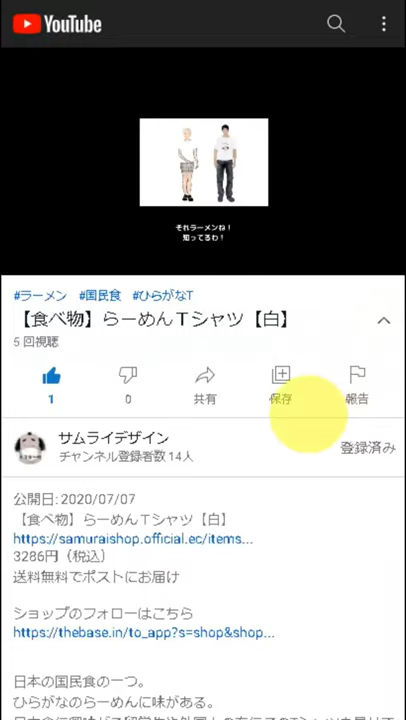 YouTube
それラーメンね！
知ってるわ！
#ラーメン #国民食 #ひらがなT
【食べ物】らーめんTシャツ【白】
5 回視聴
1 0 共有 保存 報告
サムライデザイン
チャンネル登録者数 14人
登録済み
公開日: 2020/07/07
【食べ物】らーめんTシャツ【白】
https://samuraishop.official.ec/items...
3286円（税込）
送料無料でポストにお届け
ショップのフォローはこちら
https://thebase.in/to_app?s=shop&shop...
日本の国民食の一つ。
ひらがなのらーめんに味がある。